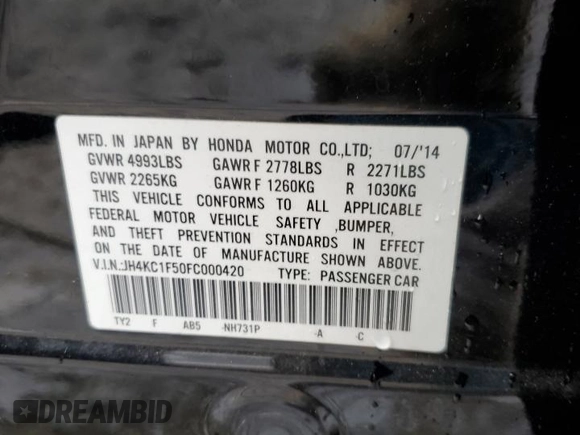 MFD. IN JAPAN BY HONDA MOTOR CO.,LTD; 07/'14
GVWR 4993LBS GAWR F 2778LBS R 2271LBS
GVWR 2265KG GAWR F 1260KG R 1030KG
THIS VEHICLE CONFORMS TO ALL APPLICABLE
FEDERAL MOTOR VEHICLE SAFETY ,BUMPER,
AND THEFT PREVENTION STANDARDS IN EFFECT
ON THE DATE OF MANUFACTURE SHOWN ABOVE.
V.I.N.:JH4KC1F50FC000420 TYPE: PASSENGER CAR
TY2 F AB5 -NH731P -A -C
DREAMBID